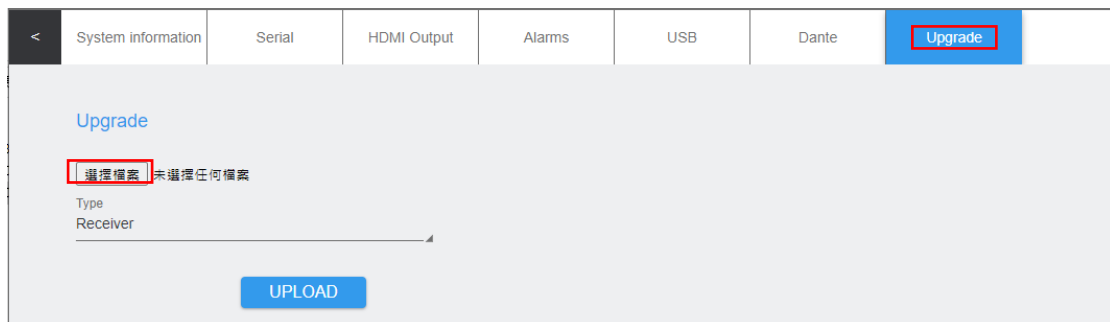 < System information Serial HDMI Output Alarms USB Dante Upgrade
Upgrade
選擇檔案 未選擇任何檔案
Type
Receiver
UPLOAD